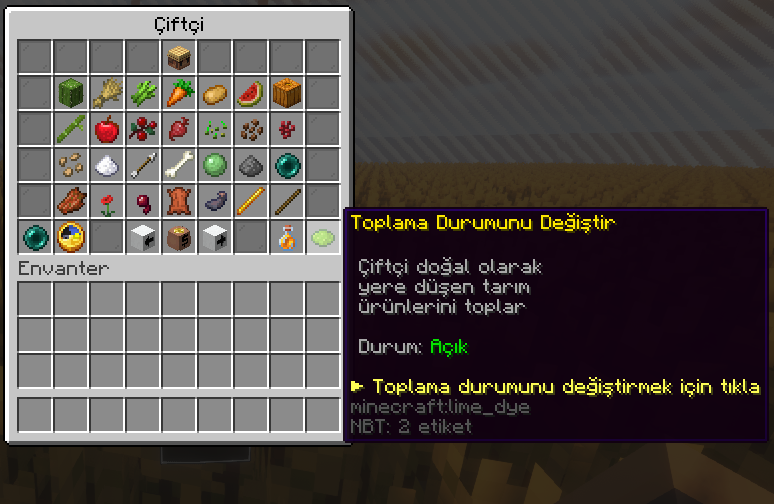 Çiftçi
Toplama Durumunu Değiştir
Çiftçi doğal olarak
yere düşen tarım
ürünlerini toplar
Durum: Açık
► Toplama durumunu değiştirmek için tıkla
minecraft:lime_dye
NBT: 2 etiket
Envanter